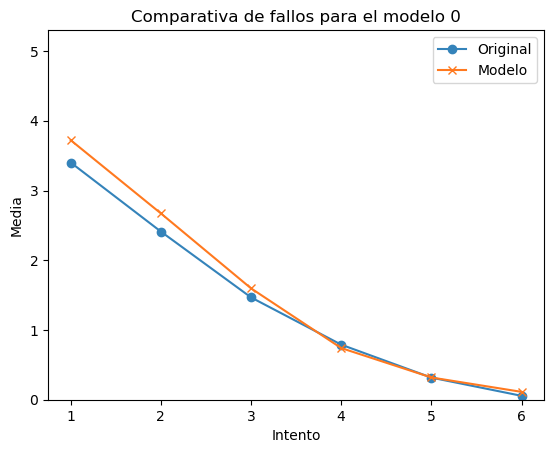 Comparativa de fallos para el modelo 0
Original
Modelo
5
4
3
2
1
0
Media
1 2 3 4 5 6
Intento